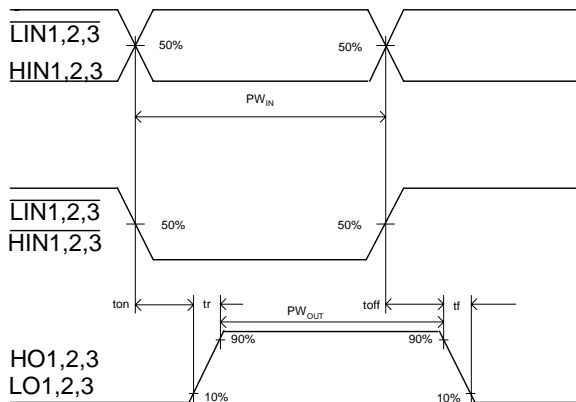 LIN1,2,3
50%
50%
HIN1,2,3
PWIN
LIN1,2,3
50%
50%
HIN1,2,3
ton
tr
toff
tf
PWOUT
90%
90%
HO1,2,3
LO1,2,3
10%
10%